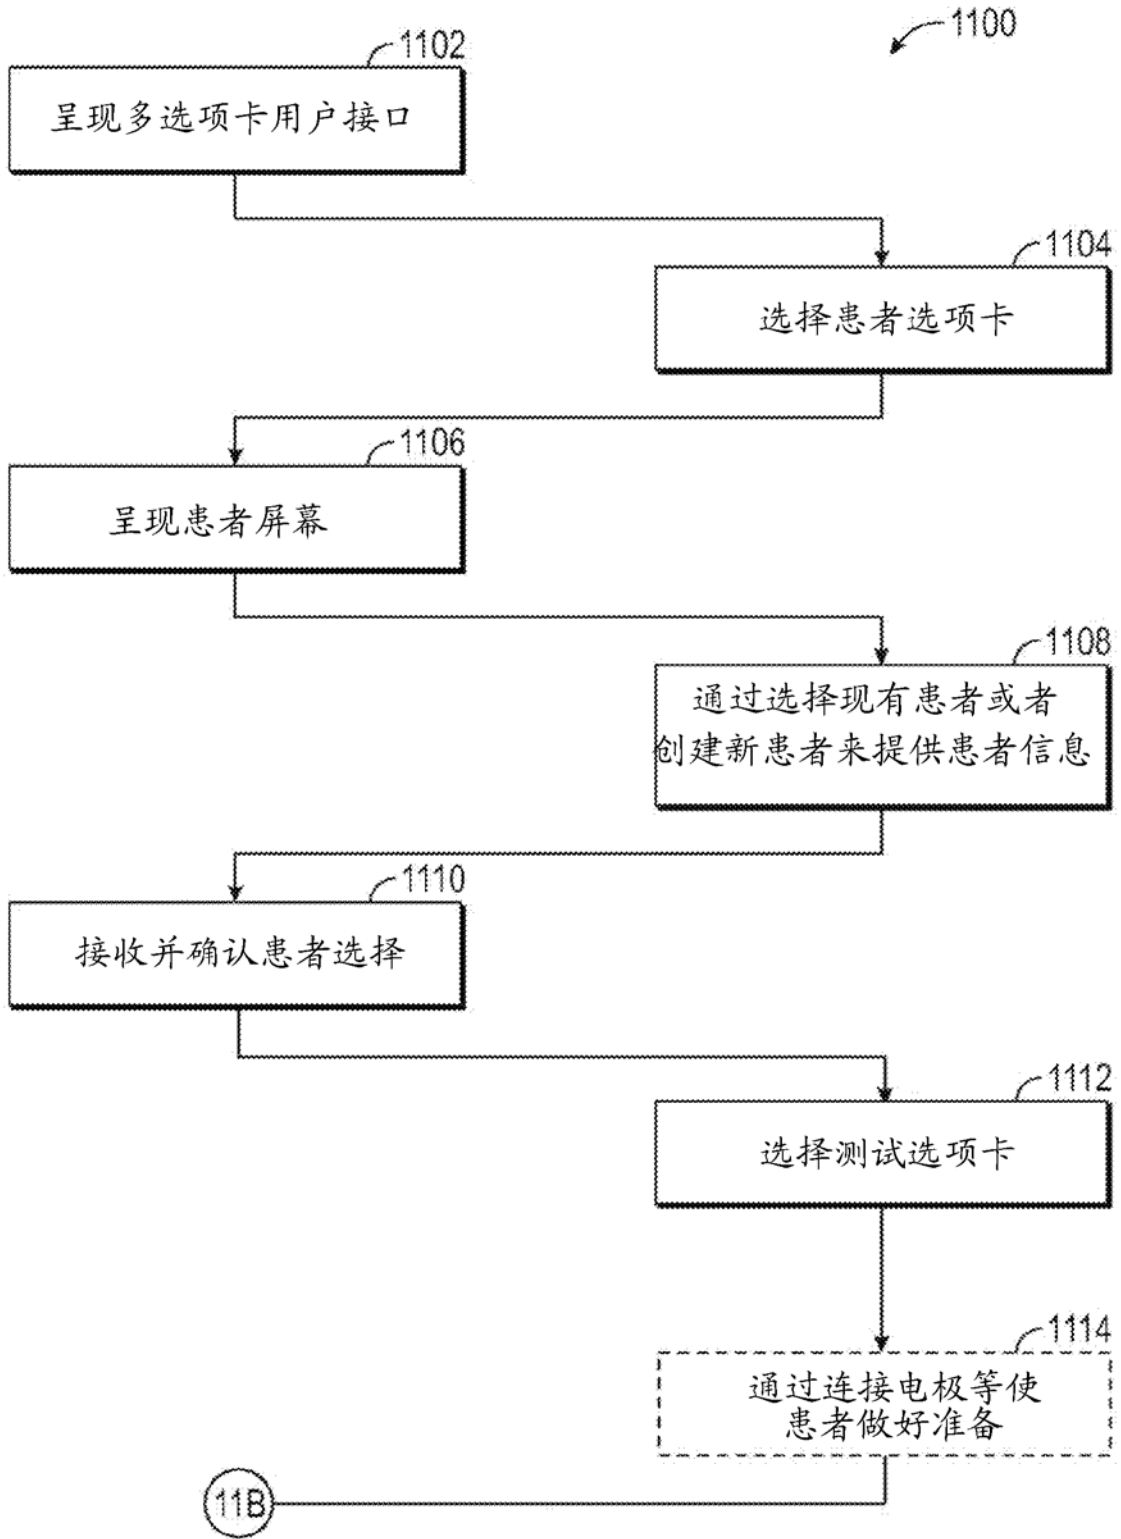 1100
1102
呈现多选项卡用户接口
1104
选择患者选项卡
1106
呈现患者屏幕
1108
通过选择现有患者或者
创建新患者来提供患者信息
1110
接收并确认患者选择
1112
选择测试选项卡
1114
通过连接电极等使
患者做好准备
11B